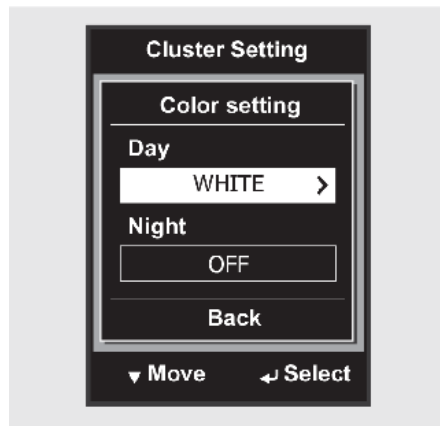 Cluster Setting
Color setting
Day
WHITE >
Night
OFF
Back
▼ Move ↵ Select